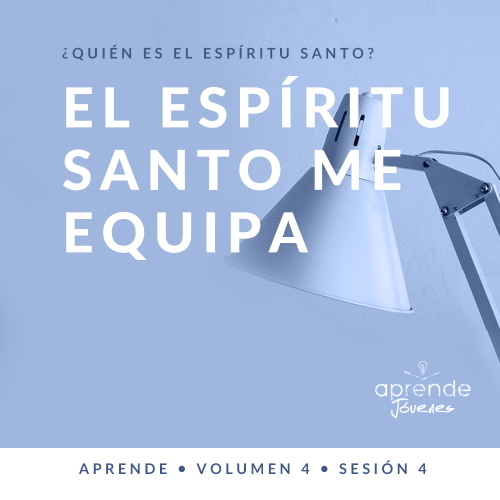 ¿QUIÉN ES EL ESPÍRITU SANTO?
EL ESPÍRITU
SANTO ME
EQUIPA
aprende
Jóvenes
APRENDE • VOLUMEN 4 • SESIÓN 4